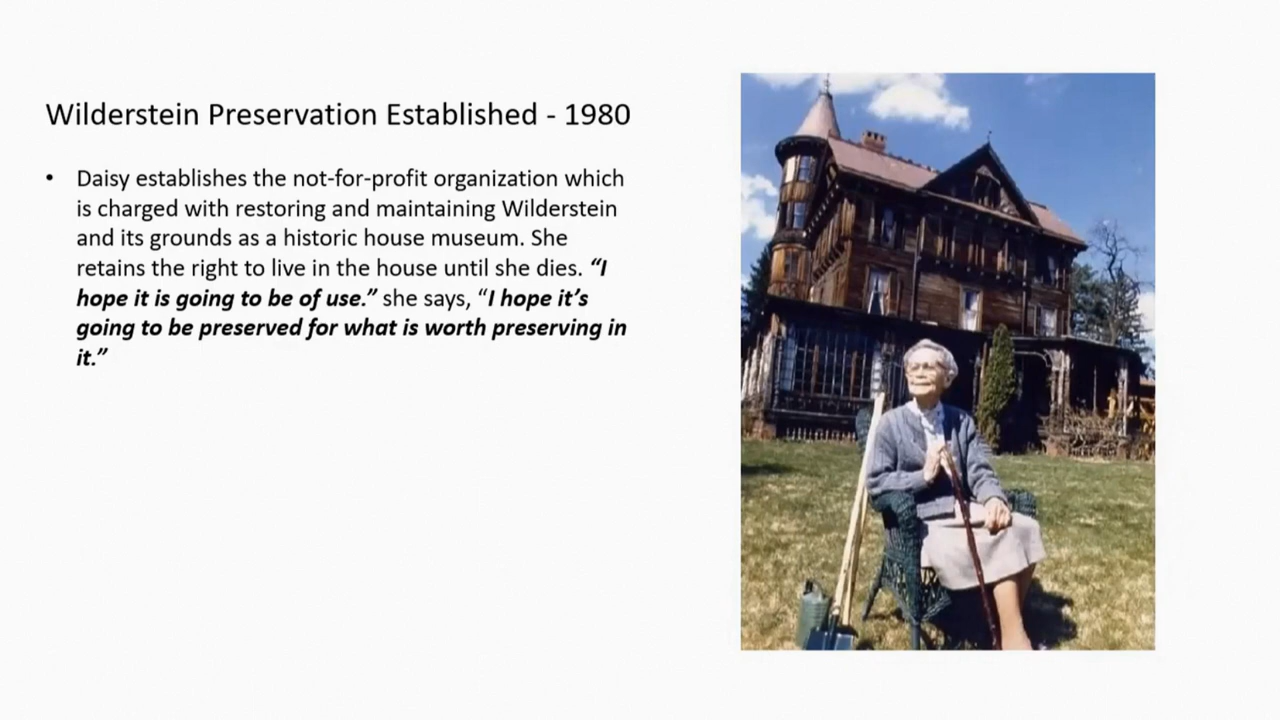 Wilderstein Preservation Established - 1980
• Daisy establishes the not-for-profit organization which
is charged with restoring and maintaining Wilderstein
and its grounds as a historic house museum. She
retains the right to live in the house until she dies. “I
hope it is going to be of use.” she says, “I hope it’s
going to be preserved for what is worth preserving in
it.”